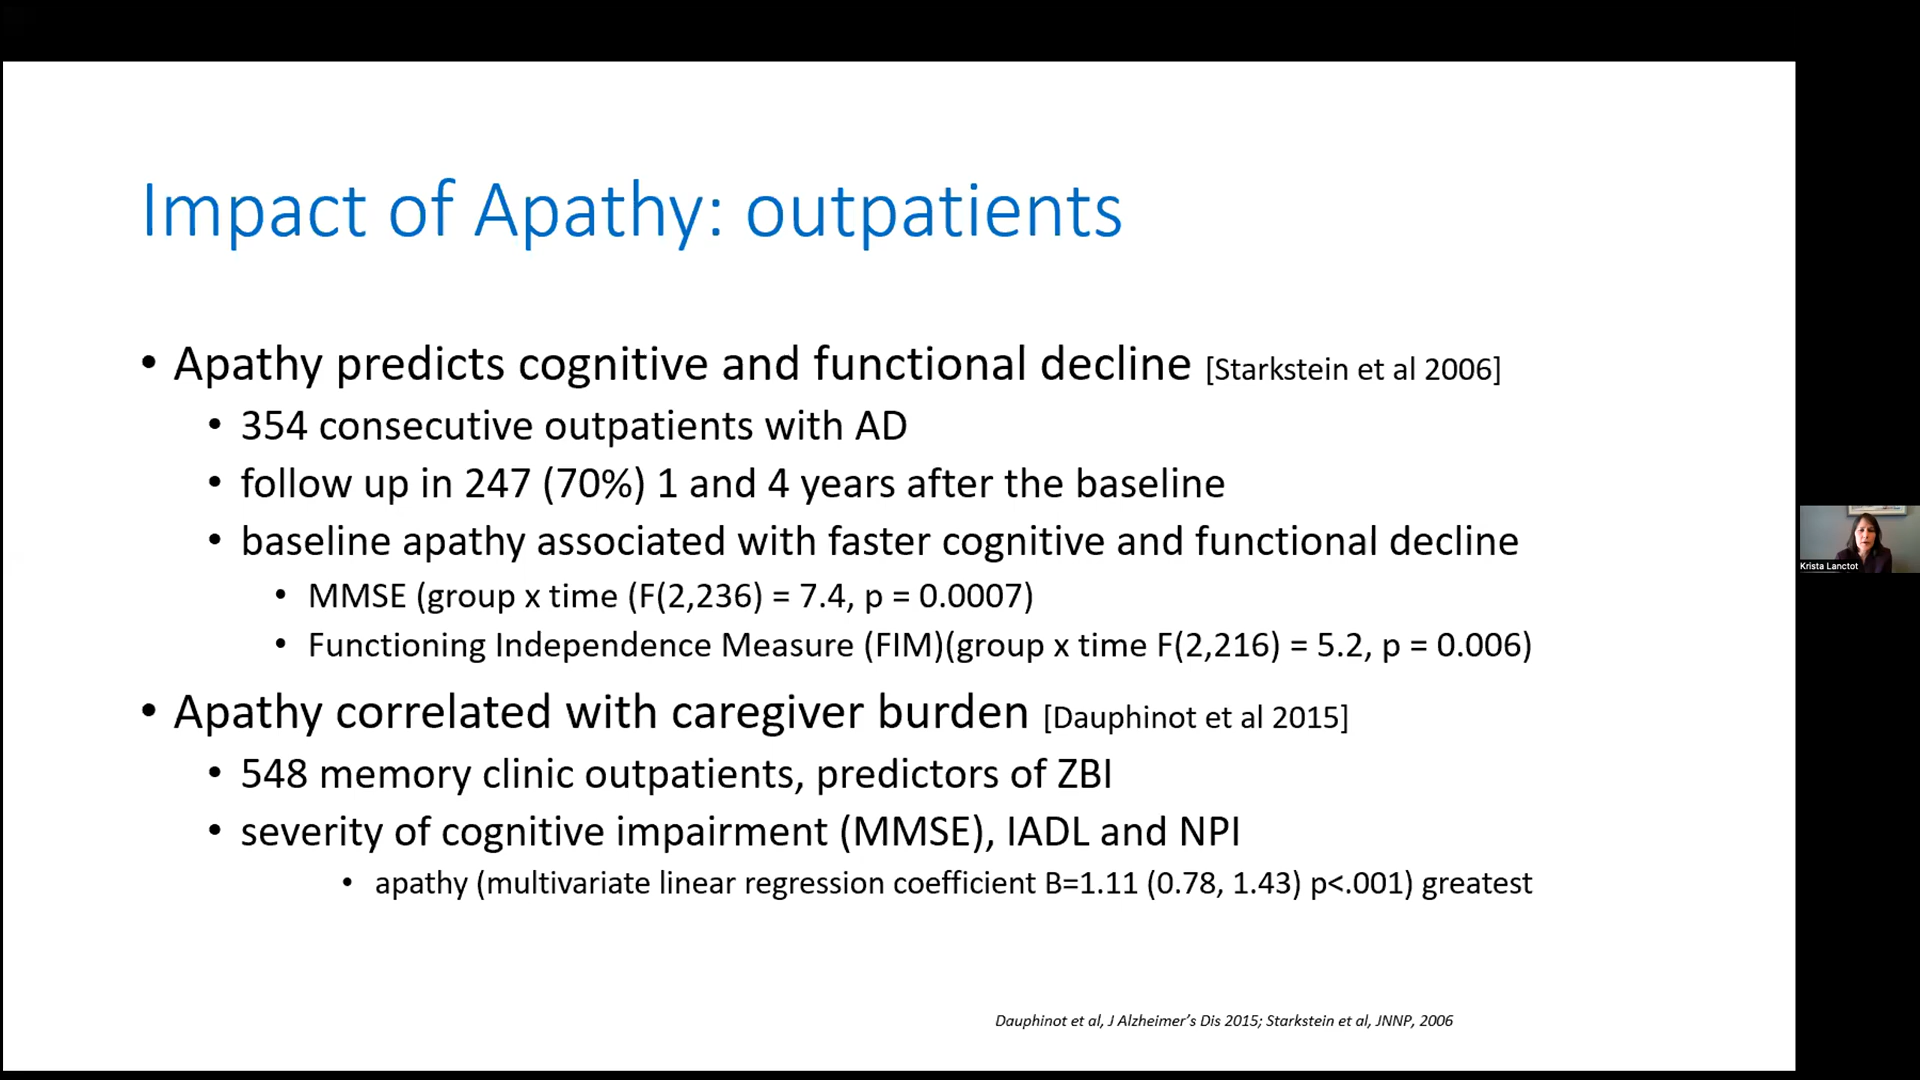 Impact of Apathy: outpatients
• Apathy predicts cognitive and functional decline [Starkstein et al 2006]
• 354 consecutive outpatients with AD
• follow up in 247 (70%) 1 and 4 years after the baseline
• baseline apathy associated with faster cognitive and functional decline
• MMSE (group x time (F(2,236) = 7.4, p = 0.0007)
• Functioning Independence Measure (FIM)(group x time F(2,216) = 5.2, p = 0.006)
• Apathy correlated with caregiver burden [Dauphinot et al 2015]
• 548 memory clinic outpatients, predictors of ZBI
• severity of cognitive impairment (MMSE), IADL and NPI
• apathy (multivariate linear regression coefficient B=1.11 (0.78, 1.43) p<.001) greatest
Dauphinot et al, J Alzheimer's Dis 2015; Starkstein et al, JNNP, 2006
Krista Lanctot